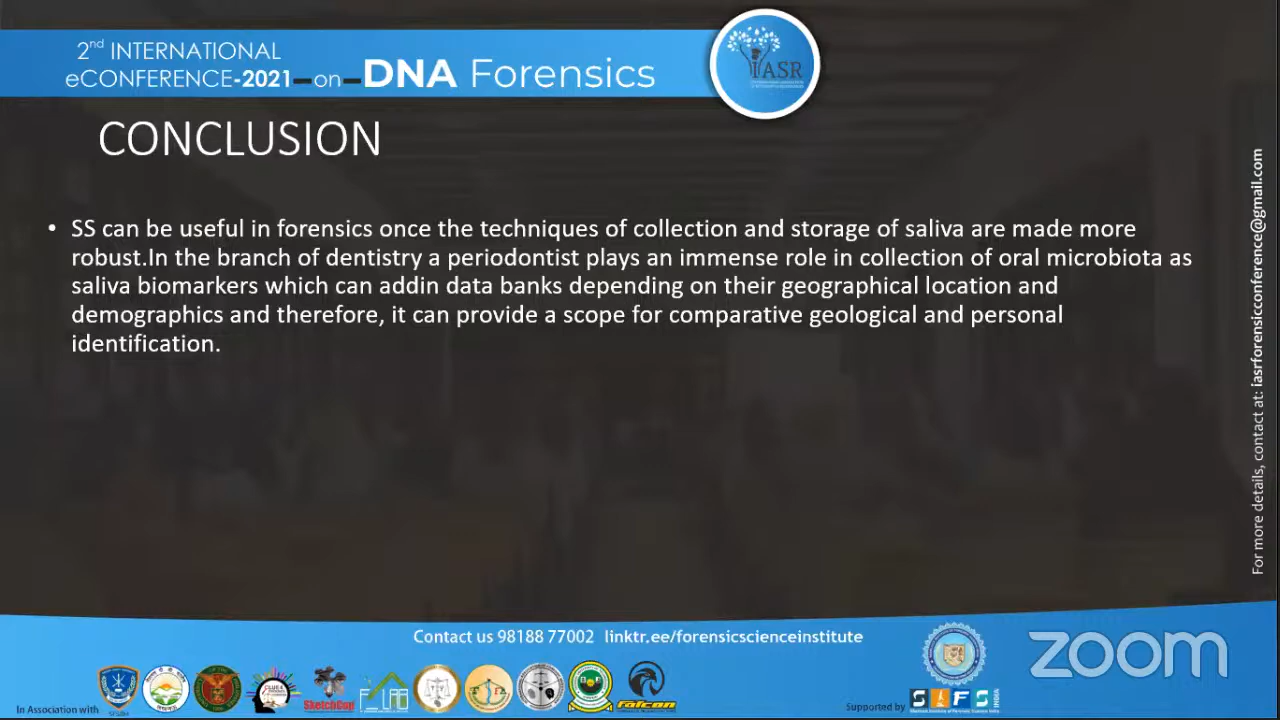 2nd INTERNATIONAL
eCONFERENCE-2021-on-DNA Forensics
iASR
CONCLUSION
• SS can be useful in forensics once the techniques of collection and storage of saliva are made more
robust.In the branch of dentistry a periodontist plays an immense role in collection of oral microbiota as
saliva biomarkers which can addin data banks depending on their geographical location and
demographics and therefore, it can provide a scope for comparative geological and personal
identification.
For more details, contact at: iasrforensicconference@gmail.com
Contact us 98188 77002 linktr.ee/forensicscienceinstitute
In Association with
SketchCop
falcon
Supported by
SIFS
INDIA
zoom